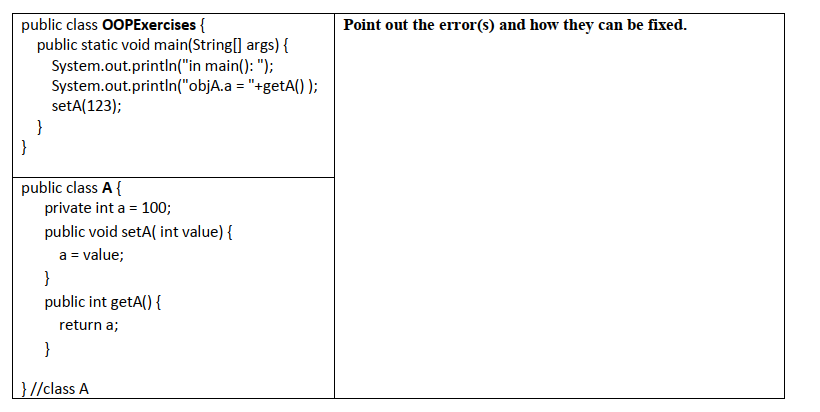 public class OOPExercises {
public static void main(String[] args) {
System.out.println("in main(): ");
System.out.println("objA.a = "+getA() );
setA(123);
}
}
Point out the error(s) and how they can be fixed.
public class A {
private int a = 100;
public void setA( int value) {
a = value;
}
public int getA() {
return a;
}
} //class A